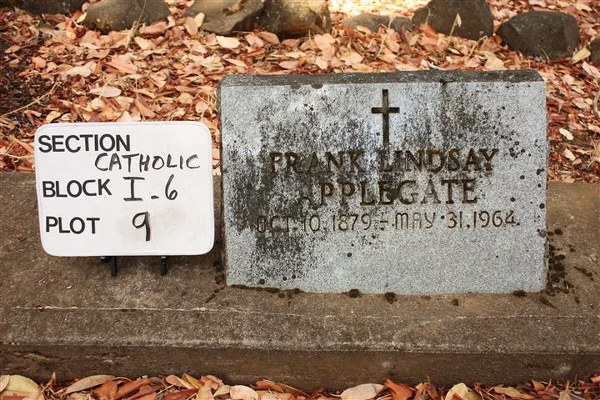 SECTION
CATHOLIC
BLOCK I-6
PLOT 9
FRANK LINDSAY
APPLEGATE
OCT. 10. 1879 – MAY 31. 1964.